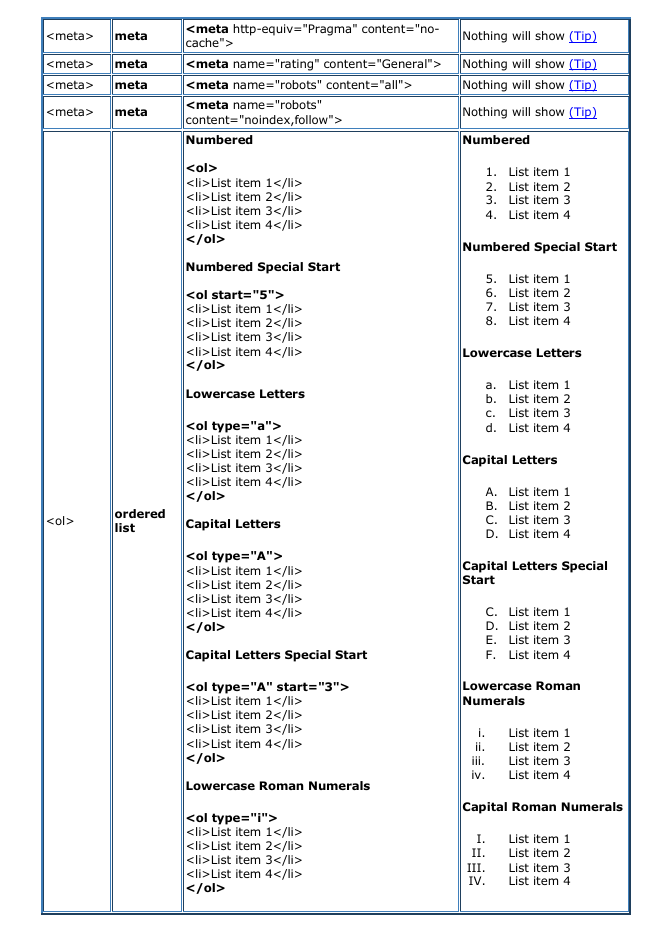 <meta>
meta
<meta http-equiv="Pragma" content="no-
cache">
Nothing will show (Tip)
<meta>
meta
<meta name="rating" content="General">
Nothing will show (Tip)
<meta>
meta
<meta name="robots" content="all">
Nothing will show (Tip)
<meta>
meta
<meta name="robots"
content="noindex,follow">
Nothing will show (Tip)
<ol>
ordered
list
Numbered
<ol>
<li>List item 1</li>
<li>List item 2</li>
<li>List item 3</li>
<li>List item 4</li>
</ol>
Numbered Special Start
<ol start="5">
<li>List item 1</li>
<li>List item 2</li>
<li>List item 3</li>
<li>List item 4</li>
</ol>
Lowercase Letters
<ol type="a">
<li>List item 1</li>
<li>List item 2</li>
<li>List item 3</li>
<li>List item 4</li>
</ol>
Capital Letters
<ol type="A">
<li>List item 1</li>
<li>List item 2</li>
<li>List item 3</li>
<li>List item 4</li>
</ol>
Capital Letters Special Start
<ol type="A" start="3">
<li>List item 1</li>
<li>List item 2</li>
<li>List item 3</li>
<li>List item 4</li>
</ol>
Lowercase Roman Numerals
<ol type="i">
<li>List item 1</li>
<li>List item 2</li>
<li>List item 3</li>
<li>List item 4</li>
</ol>
Numbered
1. List item 1
2. List item 2
3. List item 3
4. List item 4
Numbered Special Start
5. List item 1
6. List item 2
7. List item 3
8. List item 4
Lowercase Letters
a. List item 1
b. List item 2
c. List item 3
d. List item 4
Capital Letters
A. List item 1
B. List item 2
C. List item 3
D. List item 4
Capital Letters Special
Start
C. List item 1
D. List item 2
E. List item 3
F. List item 4
Lowercase Roman
Numerals
i. List item 1
ii. List item 2
iii. List item 3
iv. List item 4
Capital Roman Numerals
I. List item 1
II. List item 2
III. List item 3
IV. List item 4